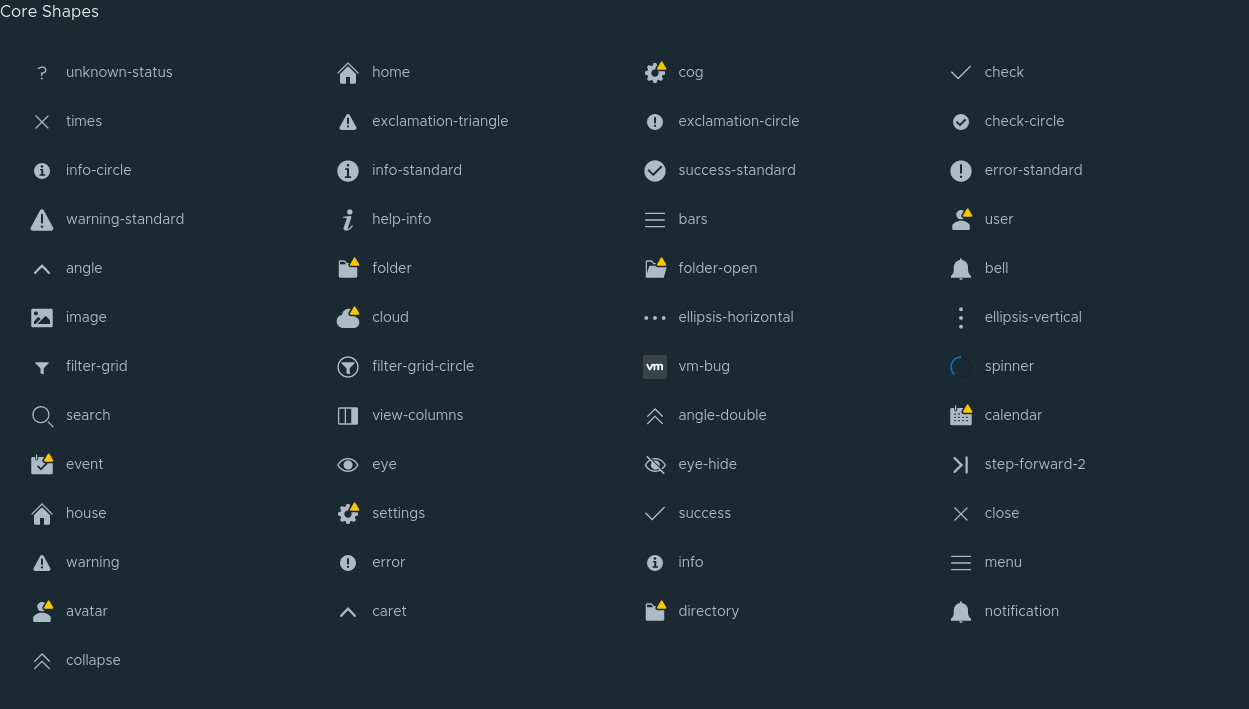 Core Shapes
unknown-status home cog check
times exclamation-triangle exclamation-circle check-circle
info-circle info-standard success-standard error-standard
warning-standard help-info bars user
angle folder folder-open bell
image cloud ellipsis-horizontal ellipsis-vertical
filter-grid filter-grid-circle vm vm-bug spinner
search view-columns angle-double calendar
event eye eye-hide step-forward-2
house settings success close
warning error info menu
avatar caret directory notification
collapse